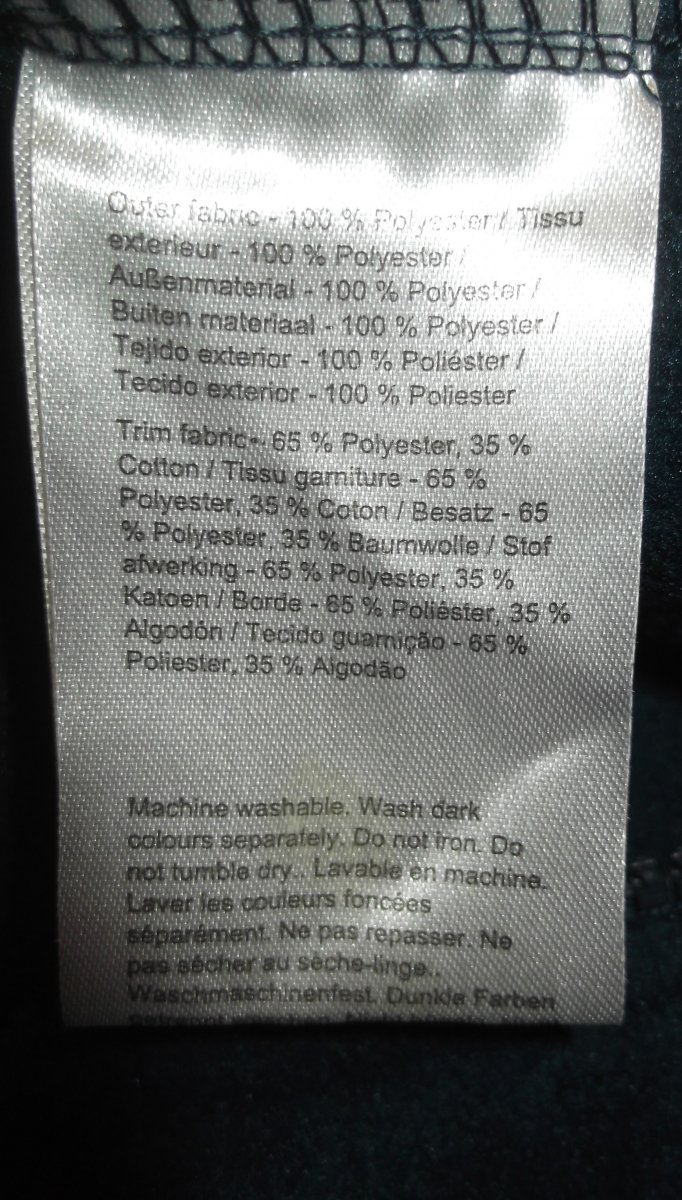 Outer fabric - 100 % Polyester / Tissu
exterieur - 100 % Polyester /
Außenmaterial - 100 % Polyester /
Buiten materiaal - 100 % Polyester /
Tejido exterior - 100 % Poliéster /
Tecido exterior - 100 % Poliester
Trim fabric-. 65 % Polyester, 35 %
Cotton / Tissu garniture - 65 %
Polyester, 35 % Coton / Besatz - 65
% Polyester, 35 % Baumwolle / Stof
afwerking - 65 % Polyester, 35 %
Katoen / Borde - 65 % Poliéster, 35 %
Algodón / Tecido guarnição - 65 %
Poliester, 35 % Algodão
Machine washable. Wash dark
colours separately. Do not iron. Do
not tumble dry.. Lavable en machine.
Laver les couleurs foncées
séparément. Ne pas repasser. Ne
pas sécher au sèche-linge..
Waschmaschinenfest. Dunkle Farben